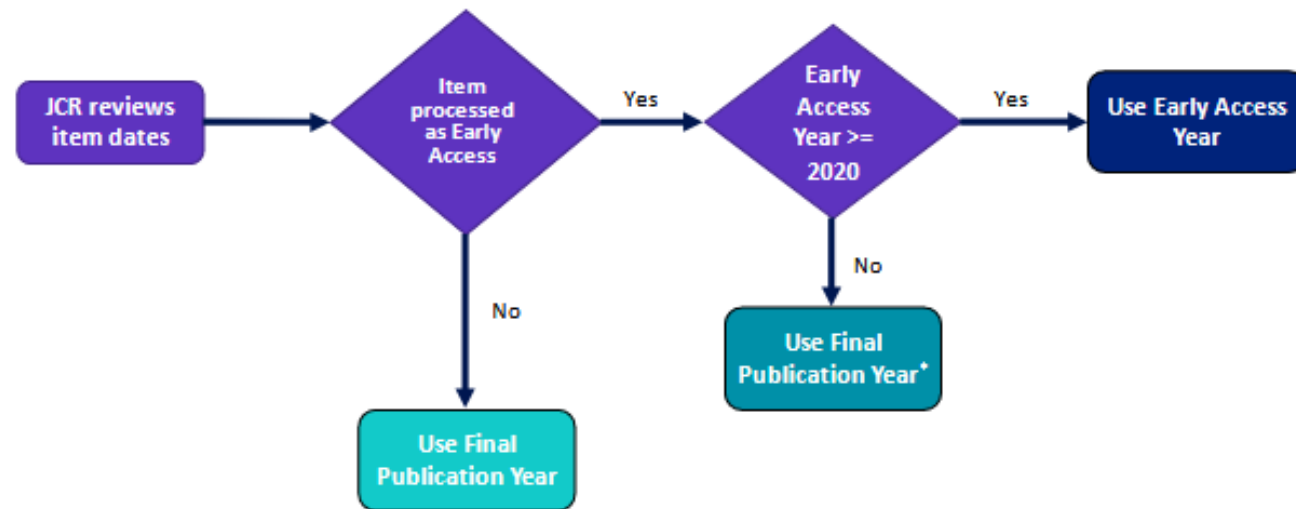 JCR reviews
item dates
Item
processed
as Early
Access
Yes
Early
Access
Year >=
2020
Yes
Use Early Access
Year
No
No
Use Final
Publication Year*
Use Final
Publication Year